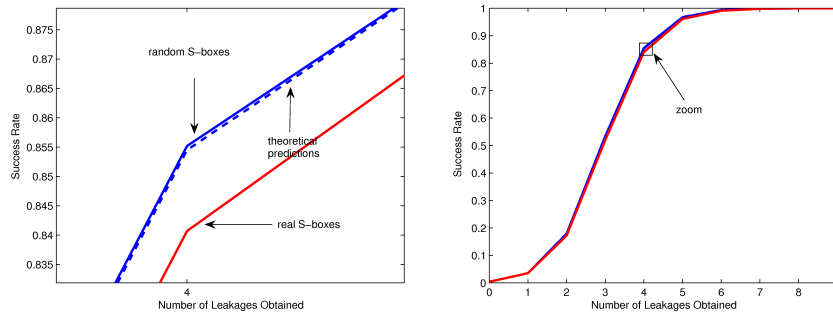 0.875
0.87
0.865
0.86
0.855
0.85
0.845
0.84
0.835
Success Rate
random S-boxes
theoretical
predictions
real S-boxes
4
Number of Leakages Obtained
1
0.9
0.8
0.7
0.6
0.5
0.4
0.3
0.2
0.1
0
Success Rate
zoom
0 1 2 3 4 5 6 7 8
Number of Leakages Obtained